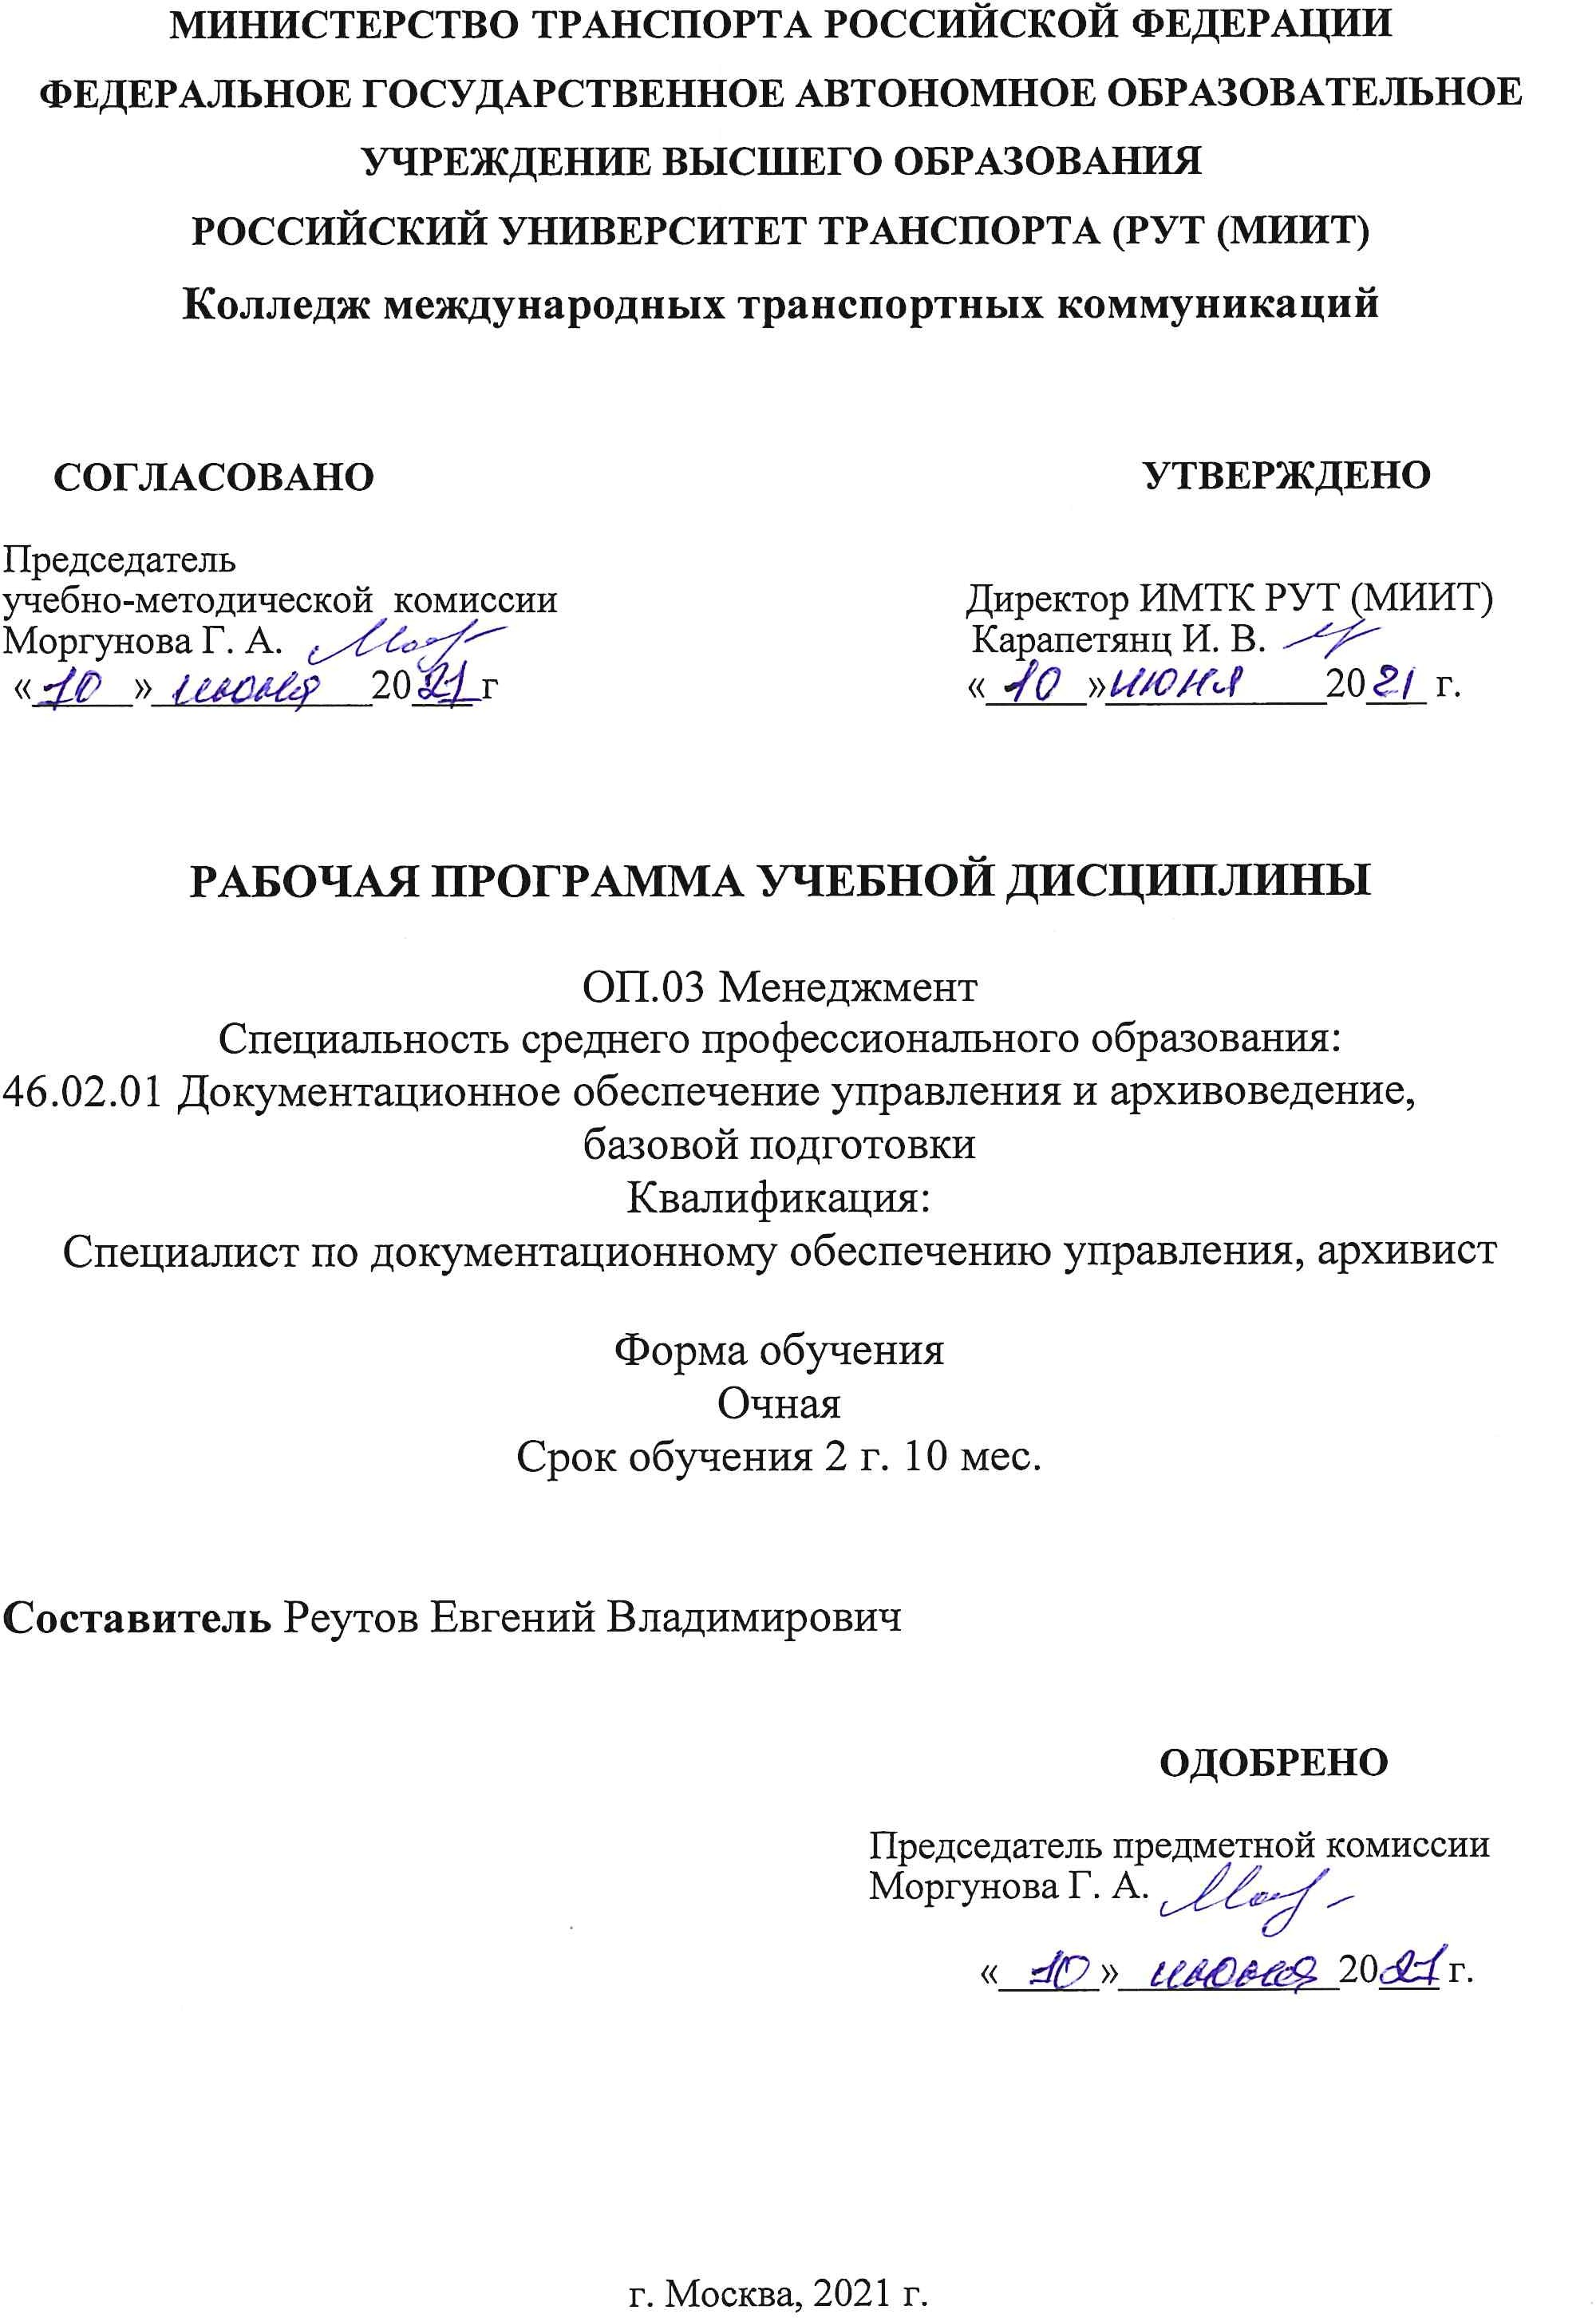 МИНИСТЕРСТВО ТРАНСПОРТА РОССИЙСКОЙ ФЕДЕРАЦИИ
ФЕДЕРАЛЬНОЕ ГОСУДАРСТВЕННОЕ АВТОНОМНОЕ ОБРАЗОВАТЕЛЬНОЕ
УЧРЕЖДЕНИЕ ВЫСШЕГО ОБРАЗОВАНИЯ
РОССИЙСКИЙ УНИВЕРСИТЕТ ТРАНСПОРТА (РУТ (МИИТ)
Колледж международных транспортных коммуникаций
СОГЛАСОВАНО
Председатель
учебно-методической комиссии
Моргунова Г. А.
«10» июня 2021 г
УТВЕРЖДЕНО
Директор ИМТК РУТ (МИИТ)
Карапетянц И. В.
«10» июня 2021 г.
РАБОЧАЯ ПРОГРАММА УЧЕБНОЙ ДИСЦИПЛИНЫ
ОП.03 Менеджмент
Специальность среднего профессионального образования:
46.02.01 Документационное обеспечение управления и архивоведение,
базовой подготовки
Квалификация:
Специалист по документационному обеспечению управления, архивист
Форма обучения
Очная
Срок обучения 2 г. 10 мес.
Составитель Реутов Евгений Владимирович
ОДОБРЕНО
Председатель предметной комиссии
Моргунова Г. А.
«10» июня 2021 г.
г. Москва, 2021 г.